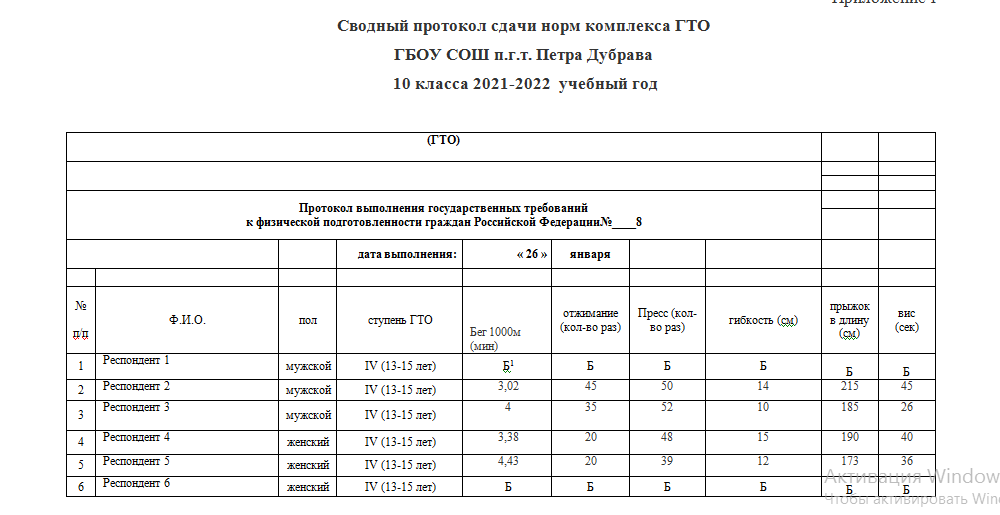 Приложение 1
Сводный протокол сдачи норм комплекса ГТО
ГБОУ СОШ п.г.т. Петра Дубрава
10 класса 2021-2022 учебный год
(ГТО)
Протокол выполнения государственных требований
к физической подготовленности граждан Российской Федерации№____8
дата выполнения: « 26 » января
№ п/п Ф.И.О. пол ступень ГТО Бег 1000м (мин) отжимание (кол-во раз) Пресс (кол-во раз) гибкость (см) прыжок в длину (см) вис (сек)
1 Респондент 1 мужской IV (13-15 лет) Б1 Б Б Б Б Б
2 Респондент 2 мужской IV (13-15 лет) 3,02 45 50 14 215 45
3 Респондент 3 мужской IV (13-15 лет) 4 35 52 10 185 26
4 Респондент 4 женский IV (13-15 лет) 3,38 20 48 15 190 40
5 Респондент 5 женский IV (13-15 лет) 4,43 20 39 12 173 36
6 Респондент 6 женский IV (13-15 лет) Б Б Б Б Б Б
Активация Window
Чтобы активировать Win